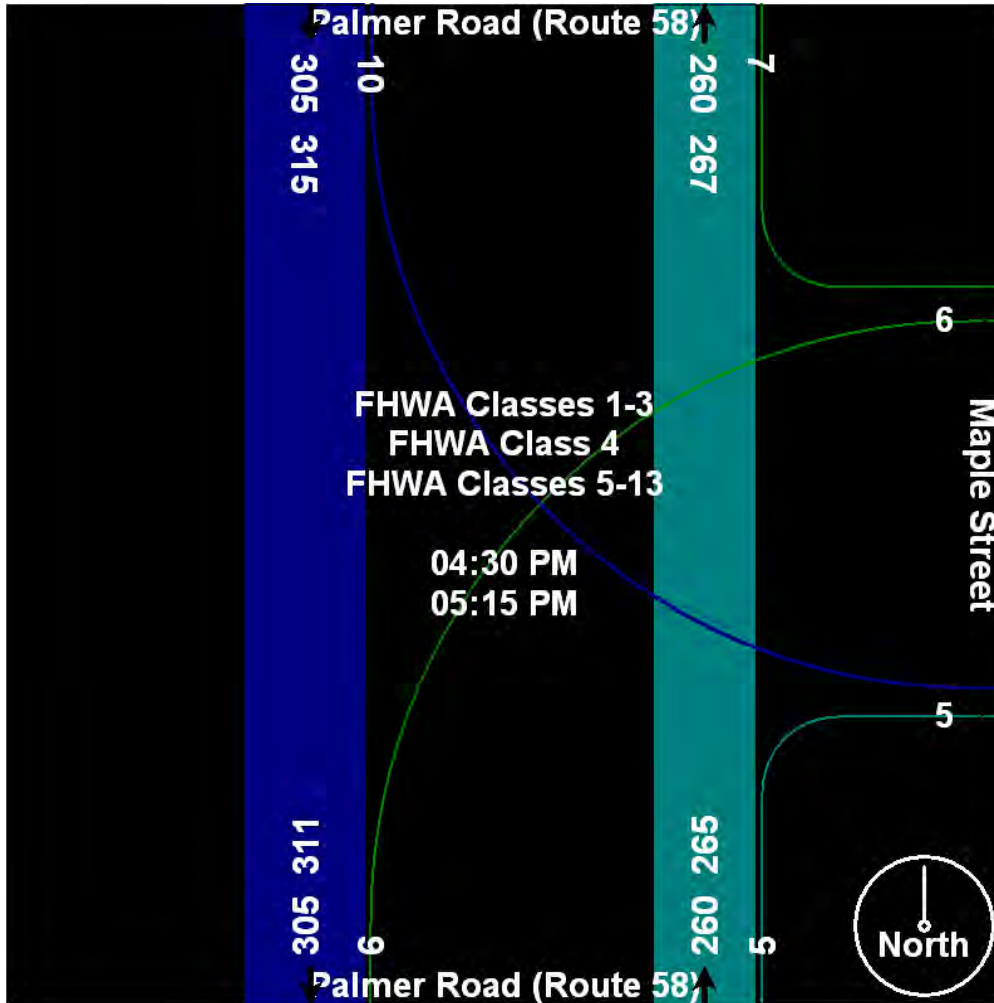 Palmer Road (Route 58)
305 315
10
260 267
7
6
FHWA Classes 1-3
FHWA Class 4
FHWA Classes 5-13
Maple Street
04:30 PM
05:15 PM
5
305 311
6
260 265
5
North
Palmer Road (Route 58)